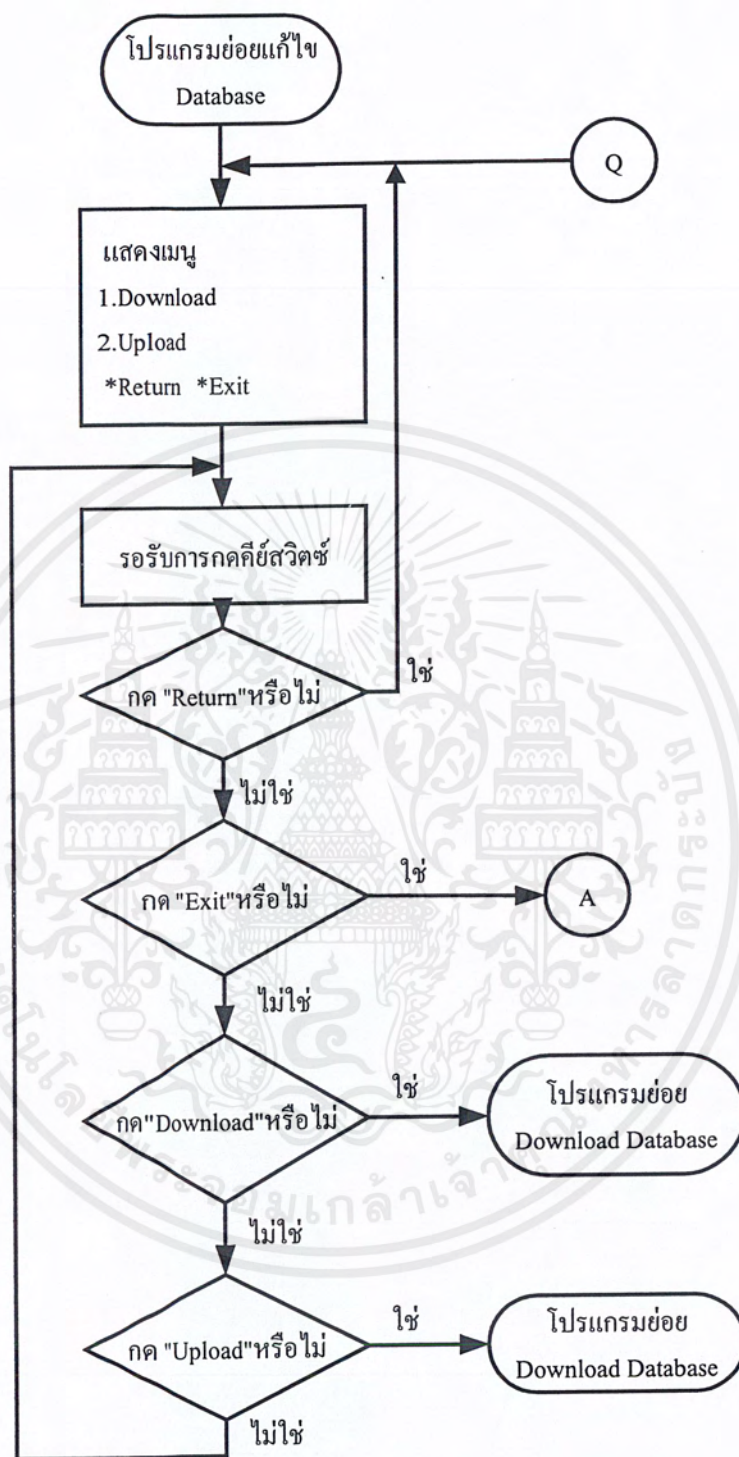 โปรแกรมย่อยแก้ไข
Database
Q
แสดงเมนู
1.Download
2.Upload
*Return *Exit
รอรับการกดคีย์สวิตซ์
กด "Return"หรือไม่
ใช่
ไม่ใช่
กด "Exit"หรือไม่
ใช่
A
ไม่ใช่
กด"Download"หรือไม่
ใช่
โปรแกรมย่อย
Download Database
ไม่ใช่
กด "Upload"หรือไม่
ใช่
โปรแกรมย่อย
Download Database
ไม่ใช่